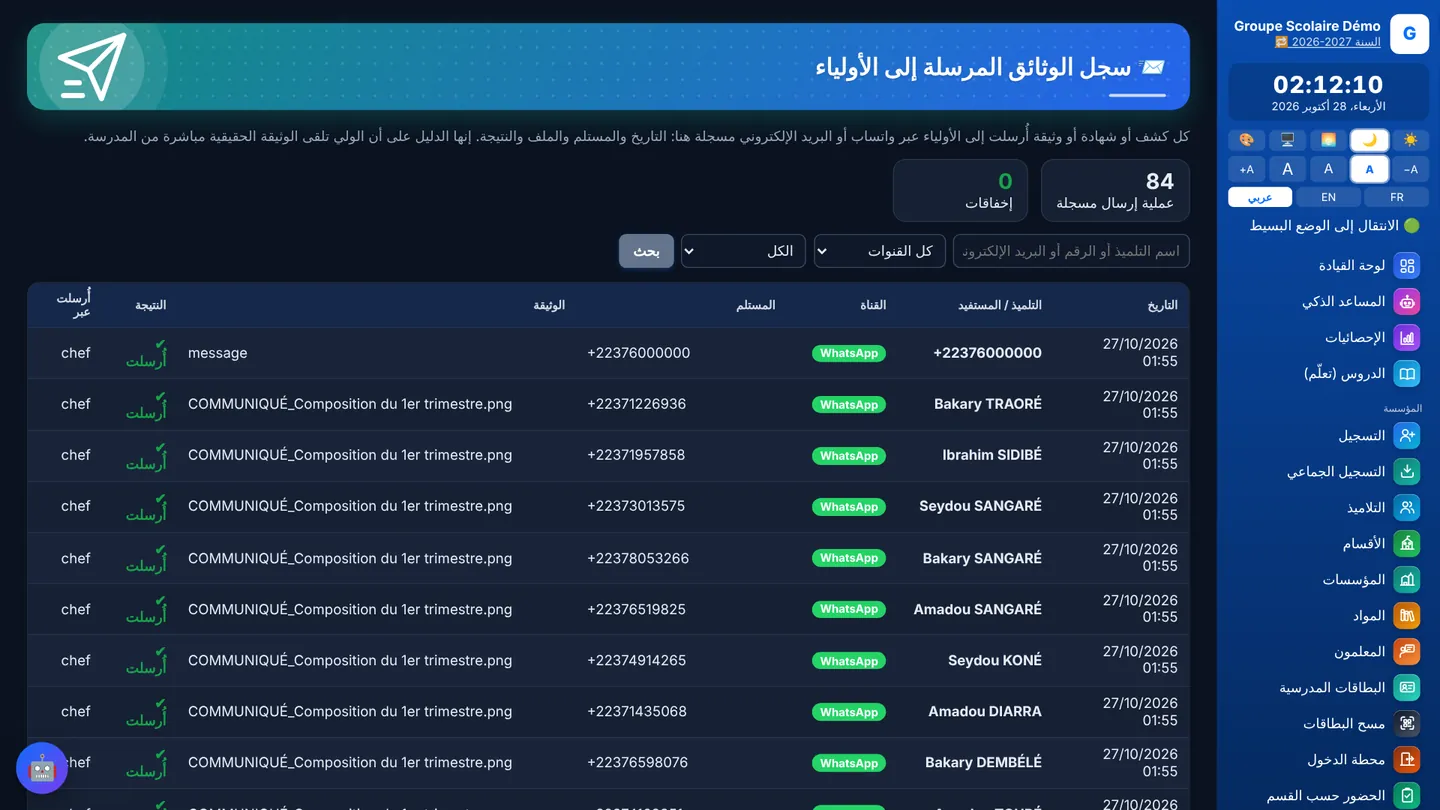 Groupe Scolaire Démo
G
السنة 2027-2026
02:12:10
الأربعاء، 28 أكتوبر 2026
A−
A
A
A
A+
FR
EN
عربي
الانتقال إلى الوضع البسيط
لوحة القيادة
المساعد الذكي
الإحصائيات
الدروس (تعلّم)
المؤسسة
التسجيل
التسجيل الجماعي
التلاميذ
الأقسام
المؤسسات
المواد
المعلمون
البطاقات المدرسية
مسح البطاقات
محطة الدخول
الحضور حسب القسم
سجل الوثائق المرسلة إلى الأولياء
كل كشف أو شهادة أو وثيقة أُرسلت إلى الأولياء عبر واتساب أو البريد الإلكتروني مسجلة هنا: التاريخ والمستلم والملف والنتيجة. إنها الدليل على أن الولي تلقى الوثيقة الحقيقية مباشرة من المدرسة.
84
عملية إرسال مسجلة
0
إخفاقات
اسم التلميذ أو الرقم أو البريد الإلكتروني
كل القنوات
الكل
بحث
التاريخ التلميذ / المستفيد القناة المستلم الوثيقة النتيجة أُرسلت عبر
27/10/2026 01:55 +22376000000 WhatsApp +22376000000 message ✔ أُرسلت chef
27/10/2026 01:55 Bakary TRAORÉ WhatsApp +22371226936 COMMUNIQUÉ_Composition du 1er trimestre.png ✔ أُرسلت chef
27/10/2026 01:55 Ibrahim SIDIBÉ WhatsApp +22371957858 COMMUNIQUÉ_Composition du 1er trimestre.png ✔ أُرسلت chef
27/10/2026 01:55 Seydou SANGARÉ WhatsApp +22373013575 COMMUNIQUÉ_Composition du 1er trimestre.png ✔ أُرسلت chef
27/10/2026 01:55 Bakary SANGARÉ WhatsApp +22378053266 COMMUNIQUÉ_Composition du 1er trimestre.png ✔ أُرسلت chef
27/10/2026 01:55 Amadou SANGARÉ WhatsApp +22376519825 COMMUNIQUÉ_Composition du 1er trimestre.png ✔ أُرسلت chef
27/10/2026 01:55 Seydou KONÉ WhatsApp +22374914265 COMMUNIQUÉ_Composition du 1er trimestre.png ✔ أُرسلت chef
27/10/2026 01:55 Amadou DIARRA WhatsApp +22371435068 COMMUNIQUÉ_Composition du 1er trimestre.png ✔ أُرسلت chef
27/10/2026 01:55 Bakary DEMBÉLÉ WhatsApp +22376598076 COMMUNIQUÉ_Composition du 1er trimestre.png ✔ أُرسلت chef
27/10/2026